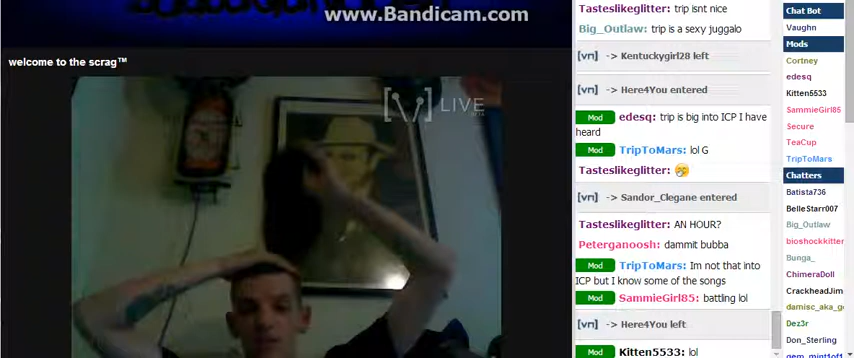 www.Bandicam.com
welcome to the scrag™
LIVE
Tasteslikeglitter: trip isnt nice
Big_Outlaw: trip is a sexy juggalo
[vn] -> Kentuckygirl28 left
[vn] -> Here4You entered
Mod edesq: trip is big into ICP I have
heard
Mod TripToMars: lol G
Tasteslikeglitter:
[vn] -> Sandor_Clegane entered
Tasteslikeglitter: AN HOUR?
Peterganoosh: dammit bubba
Mod TripToMars: Im not that into
ICP but I know some of the songs
Mod SammieGirl85: battling lol
[vn] -> Here4You left
Mod Kitten5533: lol
Chat Bot
Vaughn
Mods
Cortney
edesq
Kitten5533
SammieGirl85
Secure
TeaCup
TripToMars
Chatters
Batista736
BelleStarr007
Big_Outlaw
bioshockkitten
Bunga_
ChimeraDoll
CrackheadJim
damisc_aka_g
Dez3r
Don_Sterling
gem_mint1of1